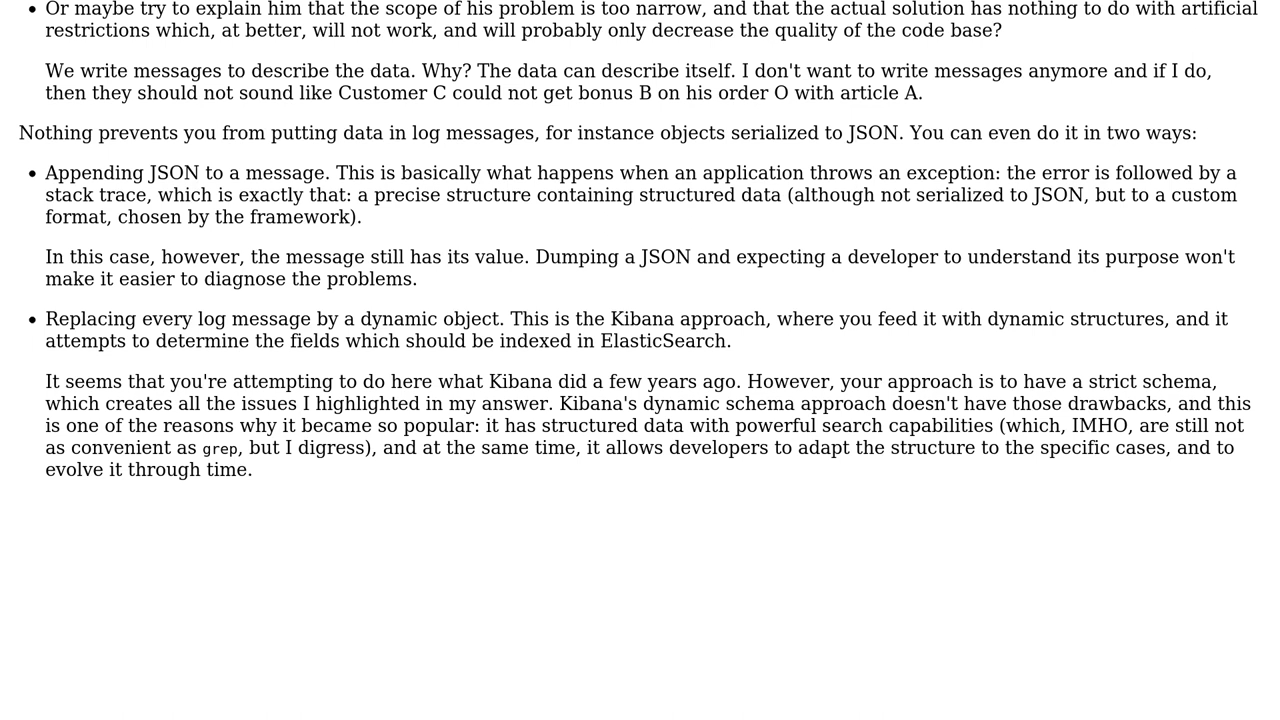 Or maybe try to explain him that the scope of his problem is too narrow, and that the actual solution has nothing to do with artificial
restrictions which, at better, will not work, and will probably only decrease the quality of the code base?
We write messages to describe the data. Why? The data can describe itself. I don't want to write messages anymore and if I do,
then they should not sound like Customer C could not get bonus B on his order O with article A.
Nothing prevents you from putting data in log messages, for instance objects serialized to JSON. You can even do it in two ways:
Appending JSON to a message. This is basically what happens when an application throws an exception: the error is followed by a
stack trace, which is exactly that: a precise structure containing structured data (although not serialized to JSON, but to a custom
format, chosen by the framework).
In this case, however, the message still has its value. Dumping a JSON and expecting a developer to understand its purpose won't
make it easier to diagnose the problems.
Replacing every log message by a dynamic object. This is the Kibana approach, where you feed it with dynamic structures, and it
attempts to determine the fields which should be indexed in ElasticSearch.
It seems that you're attempting to do here what Kibana did a few years ago. However, your approach is to have a strict schema,
which creates all the issues I highlighted in my answer. Kibana's dynamic schema approach doesn't have those drawbacks, and this
is one of the reasons why it became so popular: it has structured data with powerful search capabilities (which, IMHO, are still not
as convenient as grep, but I digress), and at the same time, it allows developers to adapt the structure to the specific cases, and to
evolve it through time.